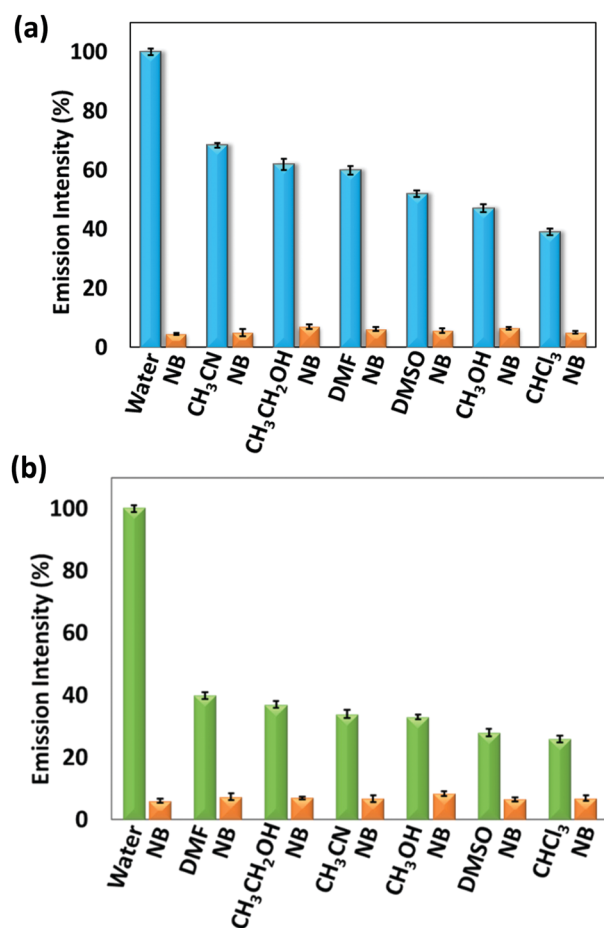 (a)
Emission Intensity (%)
100
80
60
40
20
0
Water NB CH₃CN NB CH₃CH₂OH NB DMF NB DMSO NB CH₃OH NB CHCl₃ NB
(b)
Emission Intensity (%)
100
80
60
40
20
0
Water NB DMF NB CH₃CH₂OH NB CH₃CN NB CH₃OH NB DMSO NB CHCl₃ NB